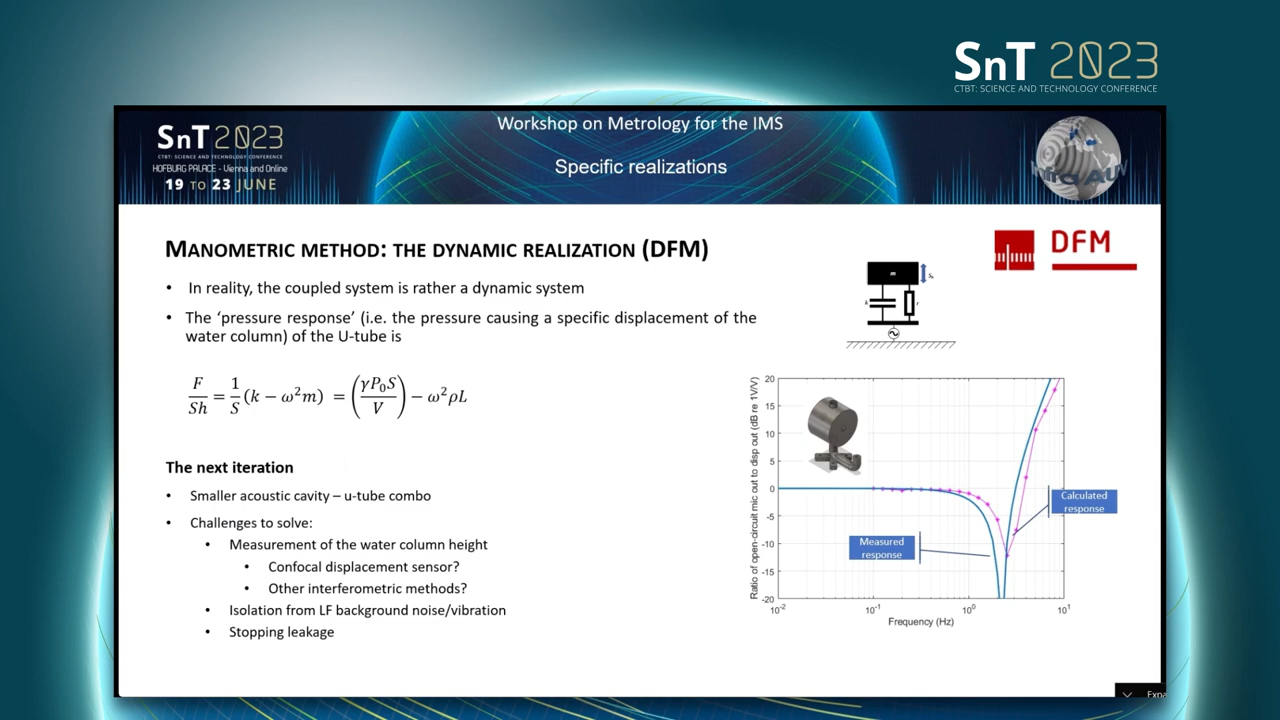 SnT 2023
CTBT: SCIENCE AND TECHNOLOGY CONFERENCE
SnT 2023
CTBT: SCIENCE AND TECHNOLOGY CONFERENCE
HOFBURG PALACE - Vienna and Online
19 TO 23 JUNE
Workshop on Metrology for the IMS
Specific realizations
Infra AUV
MANOMETRIC METHOD: THE DYNAMIC REALIZATION (DFM)
DFM
• In reality, the coupled system is rather a dynamic system
• The ‘pressure response’ (i.e. the pressure causing a specific displacement of the
water column) of the U-tube is
F/Sh = 1/S (k − ω²m) = (γP₀S/V) − ω²ρL
m
k
r
The next iteration
• Smaller acoustic cavity – u-tube combo
• Challenges to solve:
• Measurement of the water column height
• Confocal displacement sensor?
• Other interferometric methods?
• Isolation from LF background noise/vibration
• Stopping leakage
Ratio of open-circuit mic out to disp out (dB re 1V/V)
20
15
10
5
0
-5
-10
-15
-20
10⁻²
10⁻¹
10⁰
10¹
Frequency (Hz)
Measured
response
Calculated
response